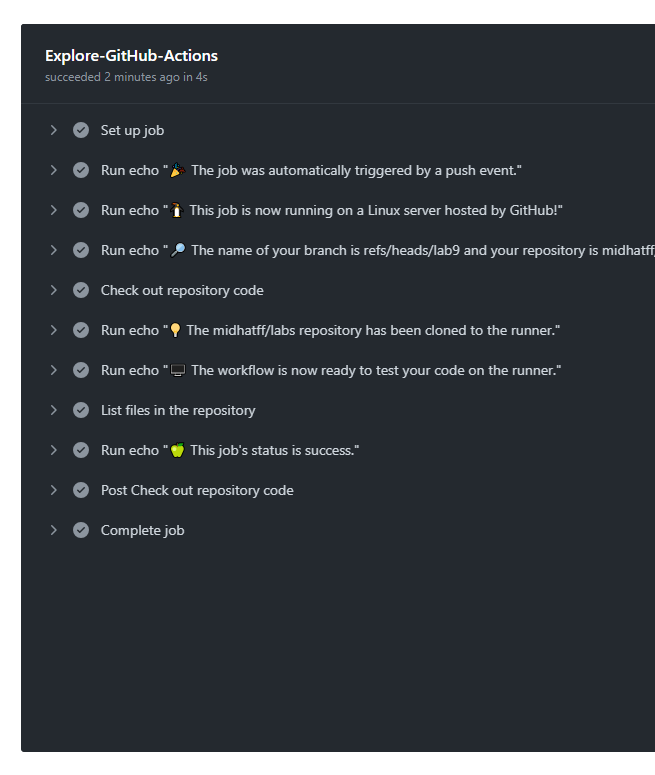 Explore-GitHub-Actions
succeeded 2 minutes ago in 4s
Set up job
Run echo "🎉 The job was automatically triggered by a push event."
Run echo "🐧 This job is now running on a Linux server hosted by GitHub!"
Run echo "🔎 The name of your branch is refs/heads/lab9 and your repository is midhatff/
Check out repository code
Run echo "💡 The midhatff/labs repository has been cloned to the runner."
Run echo "🖥️ The workflow is now ready to test your code on the runner."
List files in the repository
Run echo "🍏 This job's status is success."
Post Check out repository code
Complete job